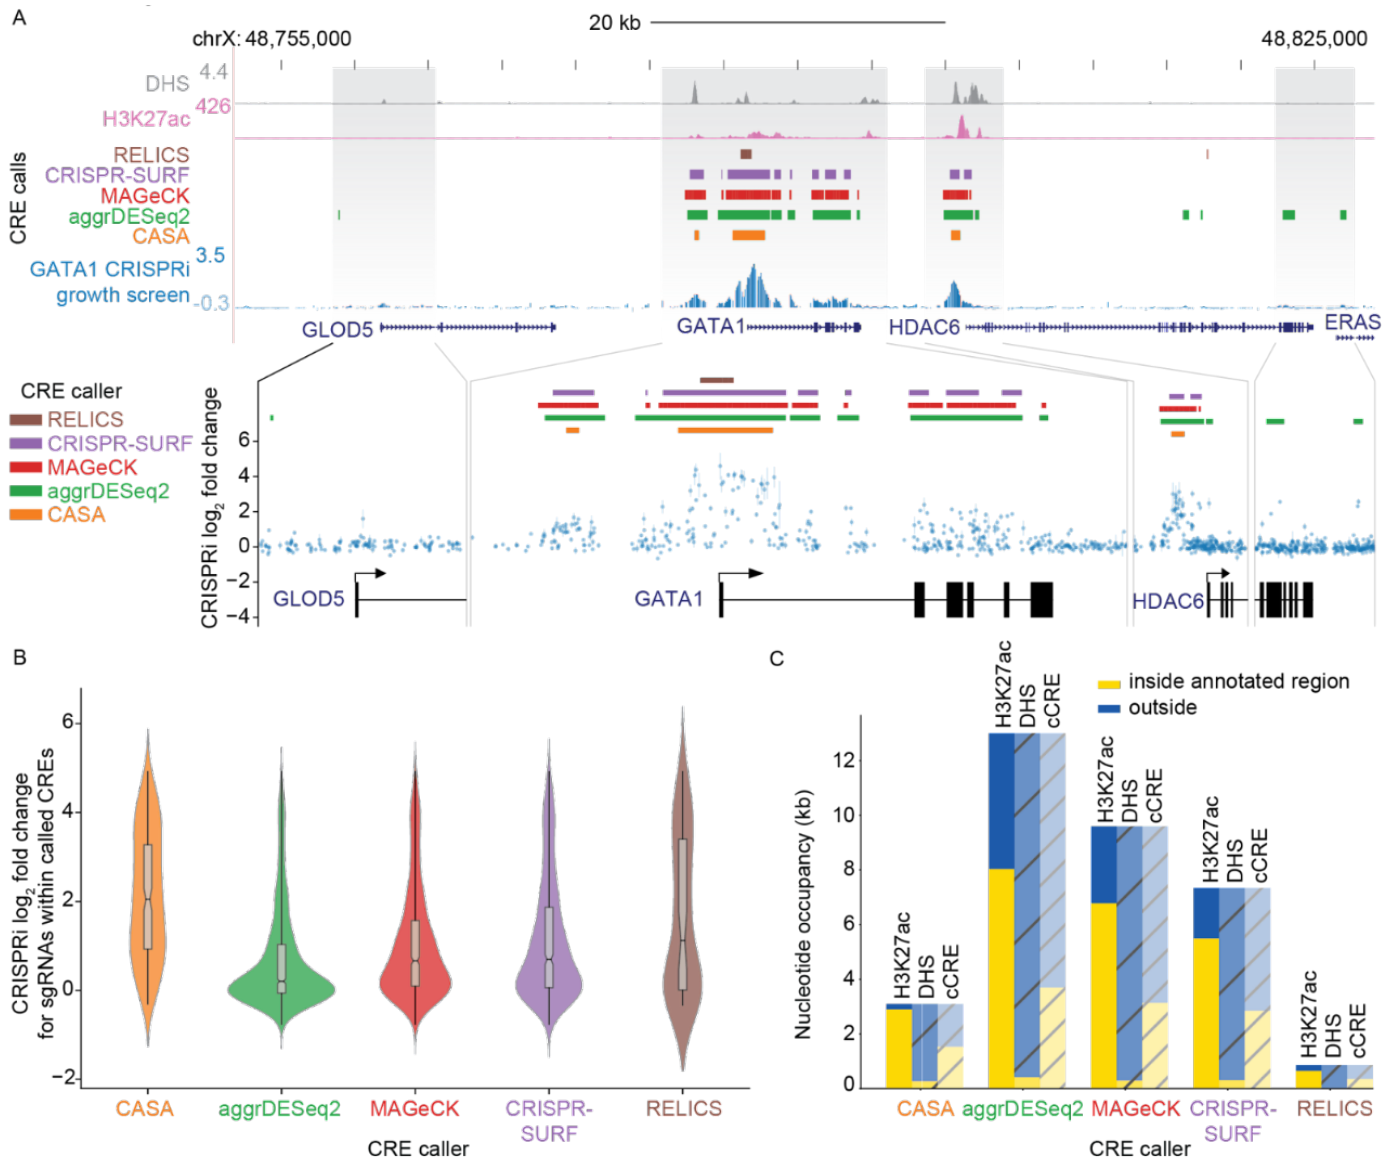 A
20 kb
chrX: 48,755,000
48,825,000
4.4
DHS
426
H3K27ac
CRE calls
RELICS
CRISPR-SURF
MAGeCK
aggrDESeq2
CASA
3.5
GATA1 CRISPRi
growth screen
-0.3
GLOD5
GATA1
HDAC6
ERAS
CRE caller
RELICS
CRISPR-SURF
MAGeCK
aggrDESeq2
CASA
CRISPRi log2 fold change
6
4
2
0
−2
−4
GLOD5
GATA1
HDAC6
B
CRISPRi log2 fold change
for sgRNAs within called CREs
6
4
2
0
−2
CASA
aggrDESeq2
MAGeCK
CRISPR-
SURF
RELICS
CRE caller
C
inside annotated region
outside
Nucleotide occupancy (kb)
12
10
8
6
4
2
0
H3K27ac
DHS
cCRE
H3K27ac
DHS
cCRE
H3K27ac
DHS
cCRE
H3K27ac
DHS
cCRE
H3K27ac
DHS
cCRE
CASA
aggrDESeq2
MAGeCK
CRISPR-
SURF
RELICS
CRE caller